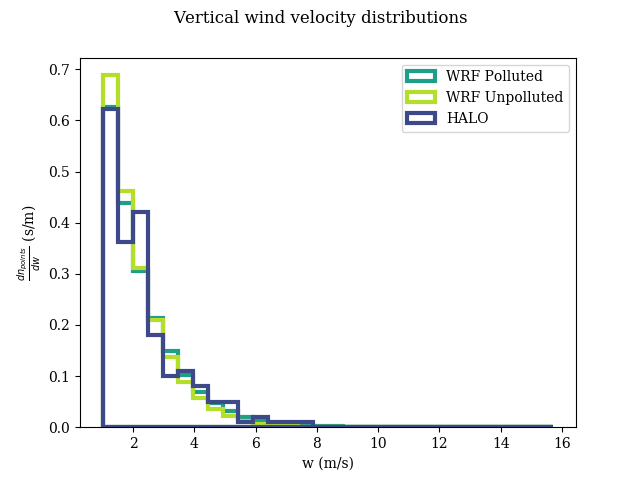 Vertical wind velocity distributions
0.7
0.6
0.5
0.4
0.3
0.2
0.1
0.0
dn_points/dw (s/m)
WRF Polluted
WRF Unpolluted
HALO
2 4 6 8 10 12 14 16
w (m/s)